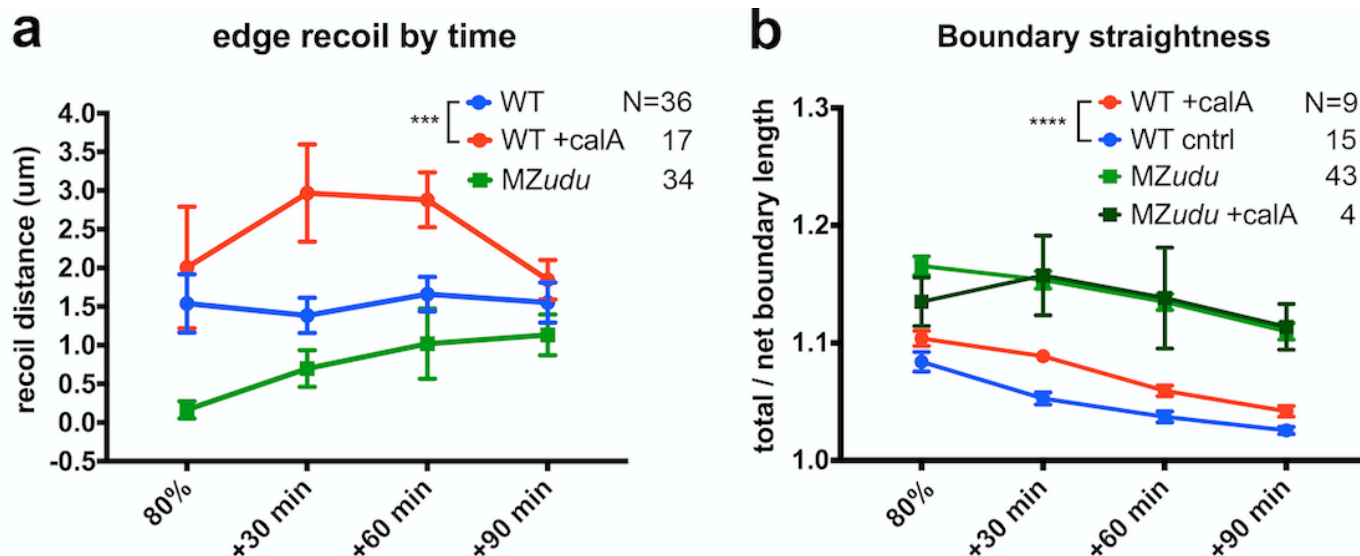 a
edge recoil by time
WT N=36
*** WT +calA 17
MZudu 34
recoil distance (um)
4.0
3.5
3.0
2.5
2.0
1.5
1.0
0.5
0.0
-0.5
80% +30 min +60 min +90 min
b
Boundary straightness
WT +calA N=9
**** WT cntrl 15
MZudu 43
MZudu +calA 4
total / net boundary length
1.3
1.2
1.1
1.0
80% +30 min +60 min +90 min